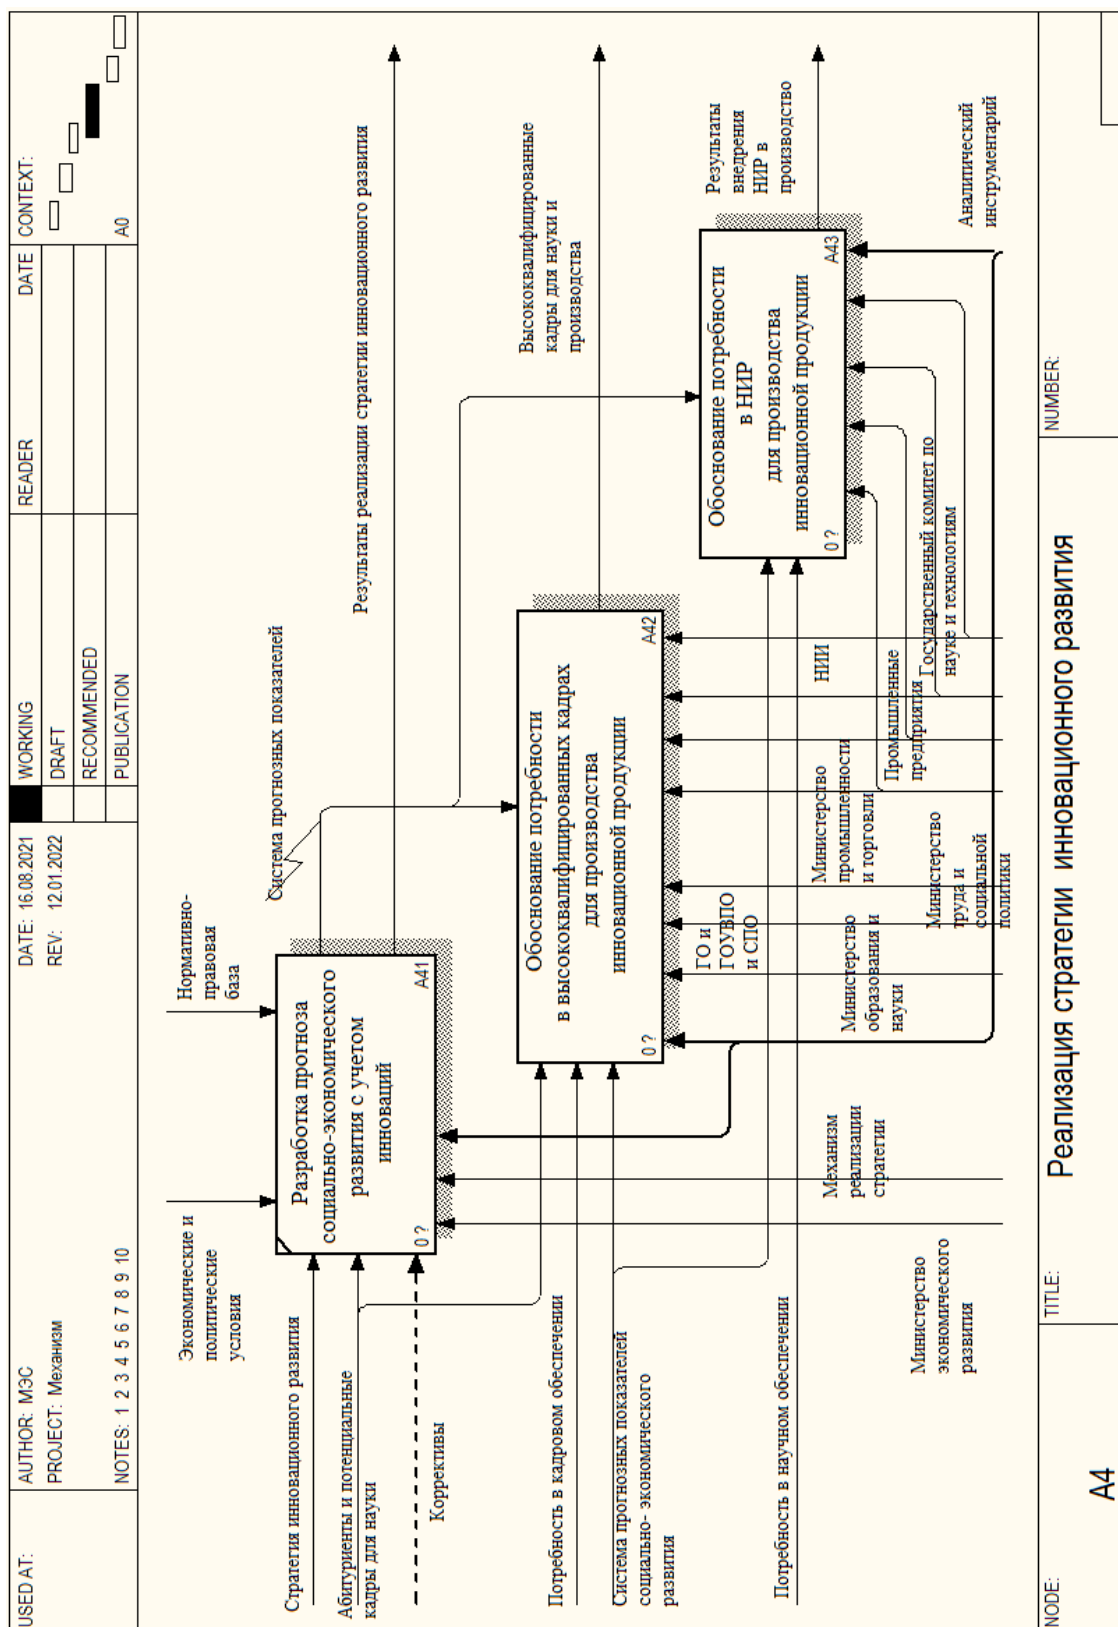 USED AT:
AUTHOR: МЭС
PROJECT: Механизм
NOTES: 1 2 3 4 5 6 7 8 9 10
DATE: 16.08.2021
REV: 12.01.2022
WORKING
DRAFT
RECOMMENDED
PUBLICATION
READER
DATE
CONTEXT:
A0
Экономические и
политические
условия
Нормативно-
правовая
база
Стратегия инновационного развития
Абитуриенты и потенциальные
кадры для науки
Коррективы
Разработка прогноза
социально-экономического
развития с учетом
инноваций
0 ?
A41
Система прогнозных показателей
Результаты реализации стратегии инновационного развития
Потребность в кадровом обеспечении
Система прогнозных показателей
социально- экономического
развития
Обоснование потребности
в высококвалифицированных кадрах
для производства
инновационной продукции
0 ?
A42
Высококвалифицированные
кадры для науки и
производства
Потребность в научном обеспечении
Обоснование потребности
в НИР
для производства
инновационной продукции
0 ?
A43
Результаты
внедрения
НИР в
производство
Министерство
экономического
развития
Механизм
реализации
стратегии
Министерство
образования и
науки
ГО и
ГОУВПО
и СПО
Министерство
труда и
социальной
политики
Министерство
промышленности
и торговли
Промышленные
предприятия
НИИ
Государственный комитет по
науке и технологиям
Аналитический
инструментарий
NODE:
A4
TITLE:
Реализация стратегии инновационного развития
NUMBER: